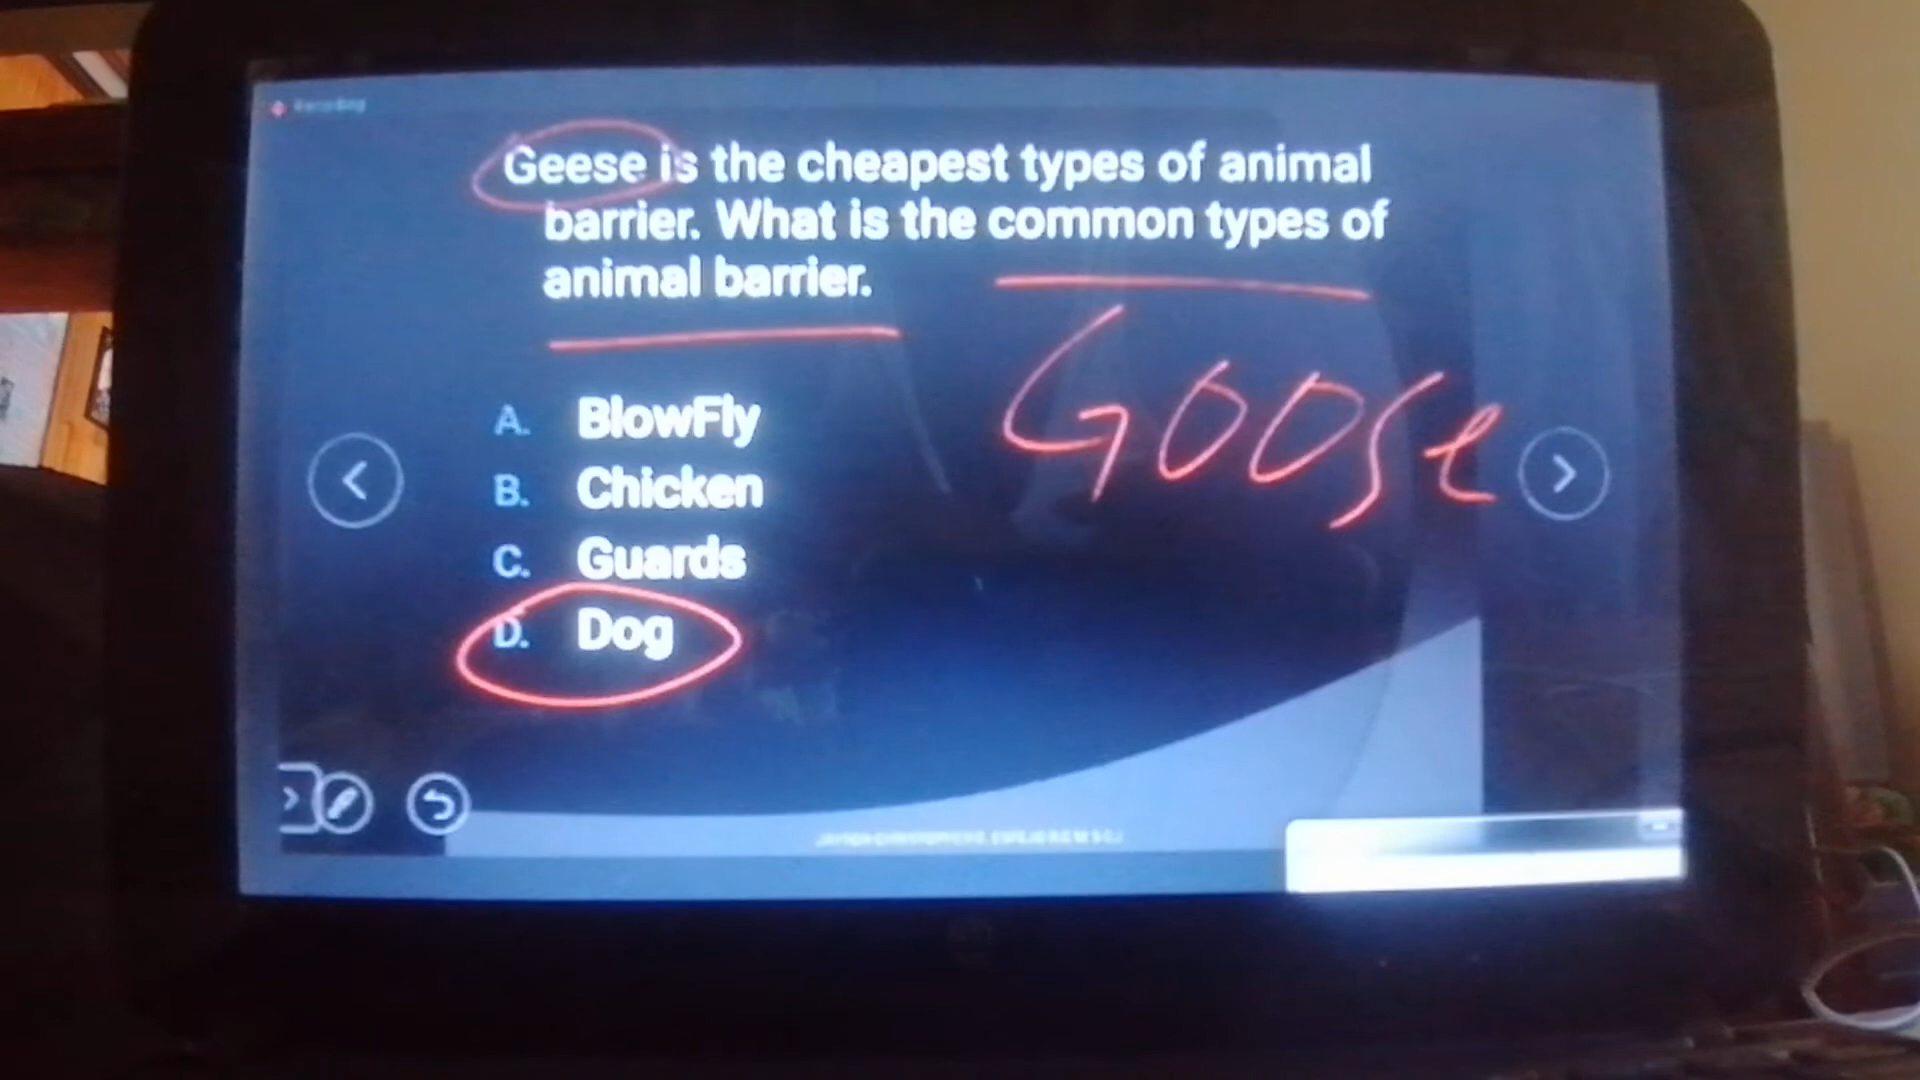 Recording
Geese is the cheapest types of animal
barrier. What is the common types of
animal barrier.
Goose
A. BlowFly
B. Chicken
C. Guards
D. Dog